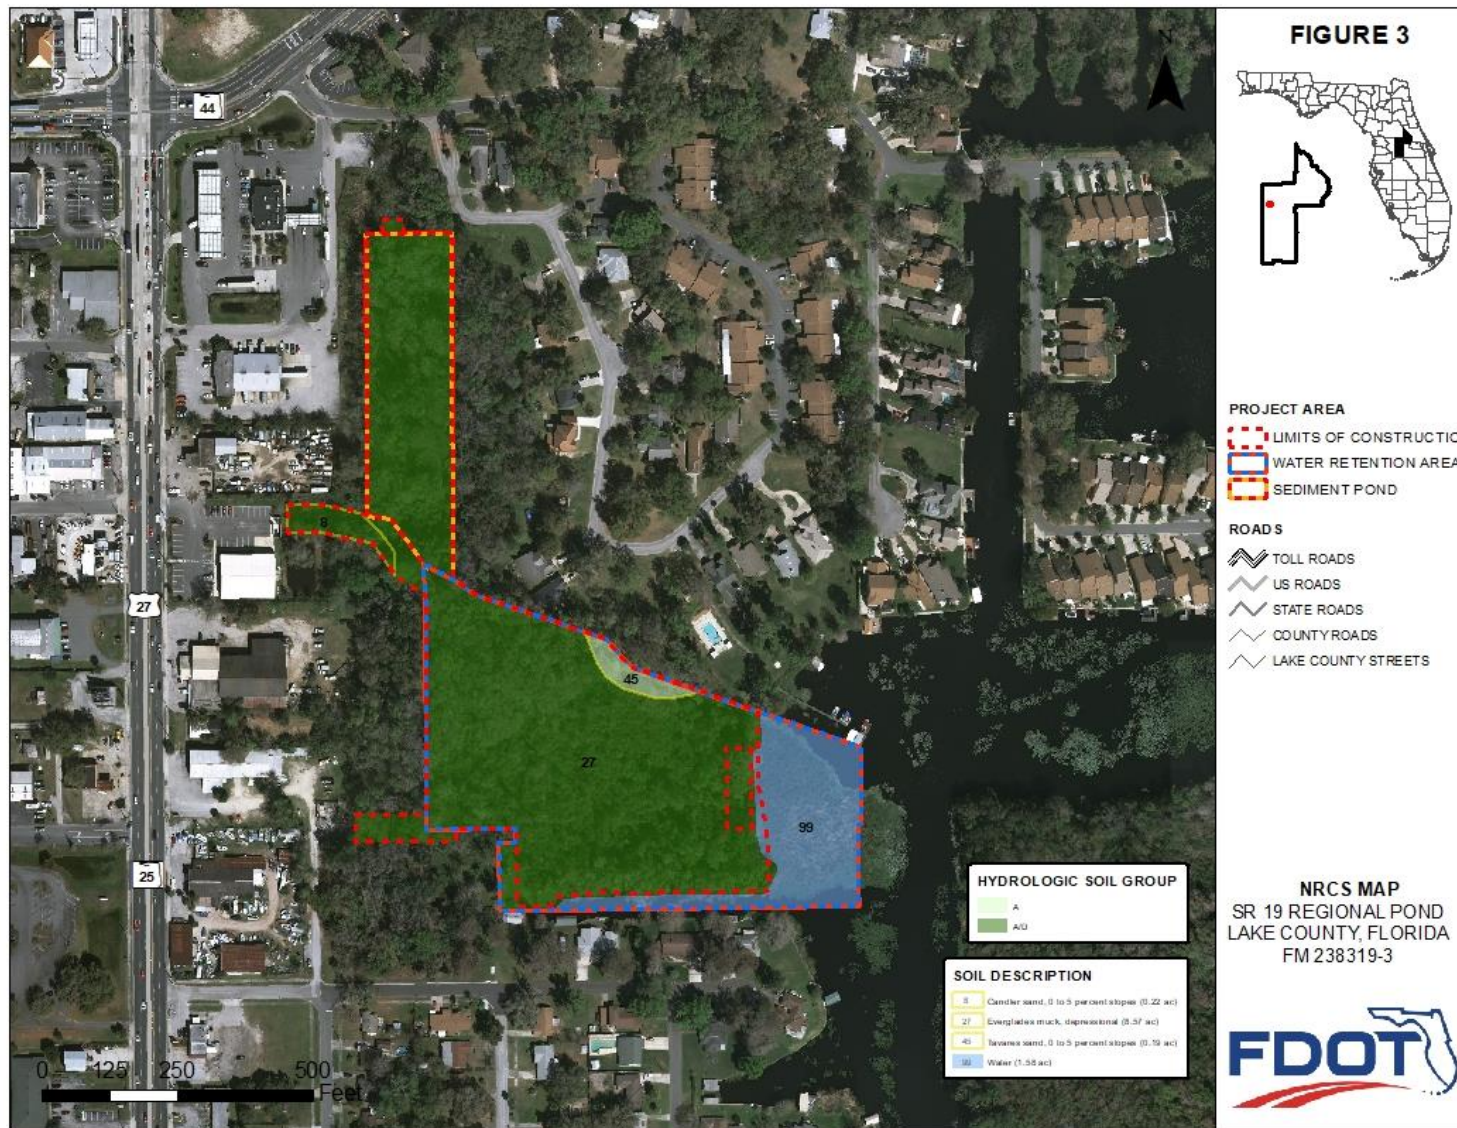 FIGURE 3
N
44
8
27
45
27
99
25
PROJECT AREA
LIMITS OF CONSTRUCTIO
WATER RETENTION AREA
SEDIMENT POND
ROADS
TOLL ROADS
US ROADS
STATE ROADS
COUNTY ROADS
LAKE COUNTY STREETS
HYDROLOGIC SOIL GROUP
A
A/D
SOIL DESCRIPTION
8 Candler sand, 0 to 5 percent slopes (0.22 ac)
27 Everglades muck, depressional (8.57 ac)
45 Tavares sand, 0 to 5 percent slopes (0.19 ac)
99 Water (1.58 ac)
NRCS MAP
SR 19 REGIONAL POND
LAKE COUNTY, FLORIDA
FM 238319-3
FDOT
0 125 250 500
Feet